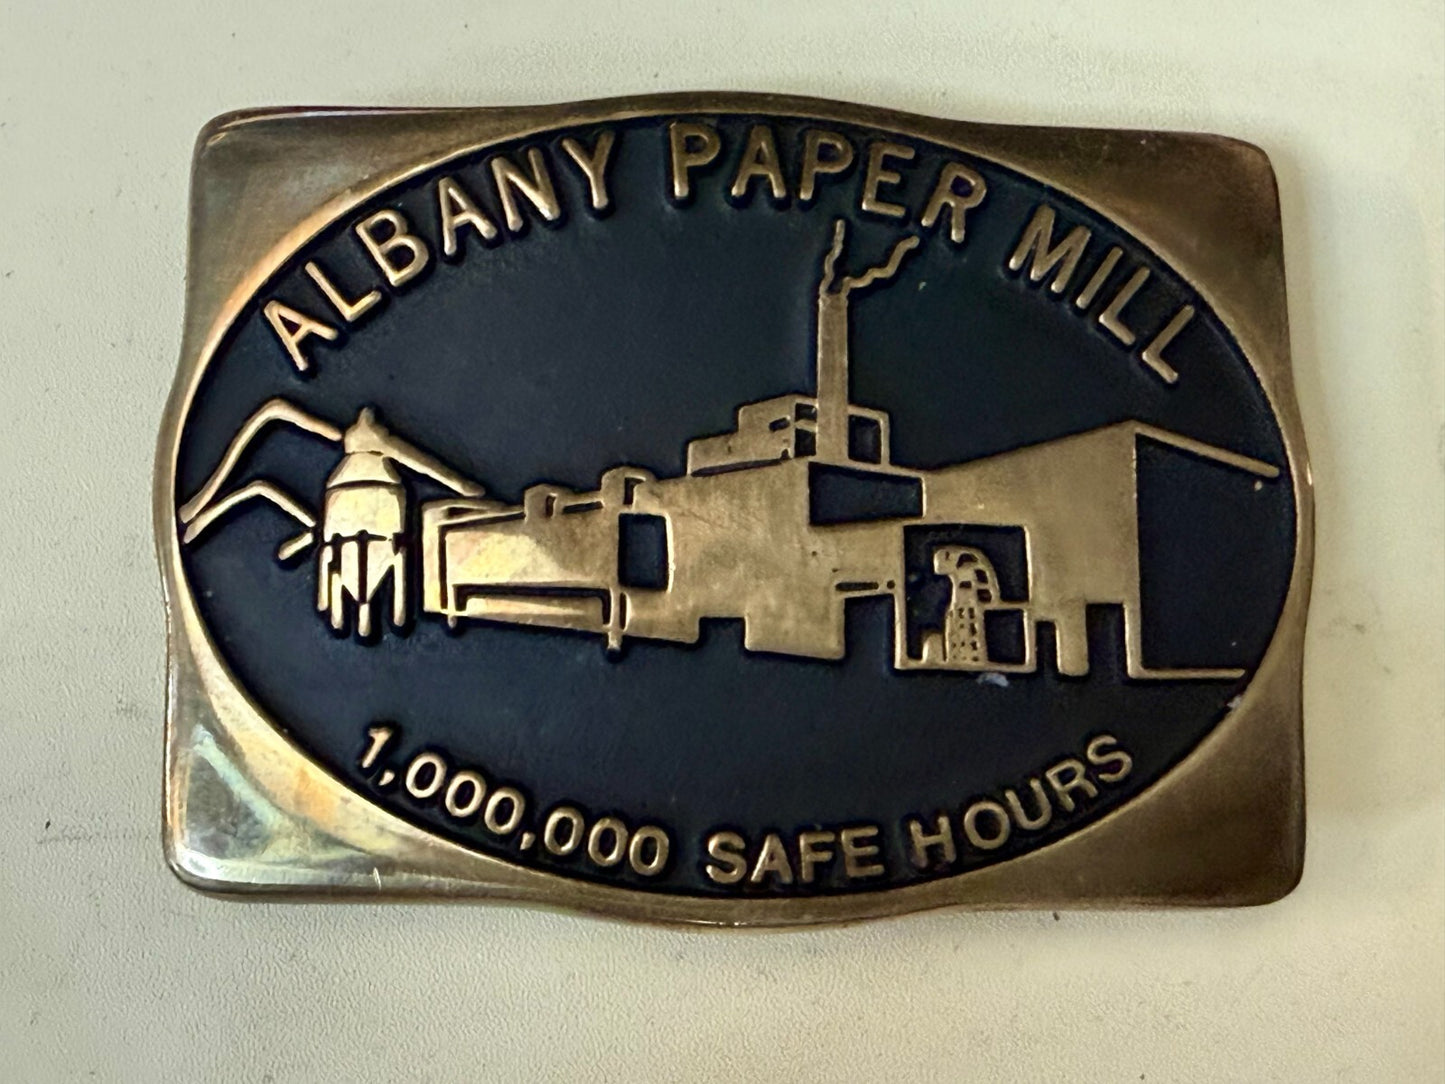 ALBANY PAPER MILL
1,000,000 SAFE HOURS